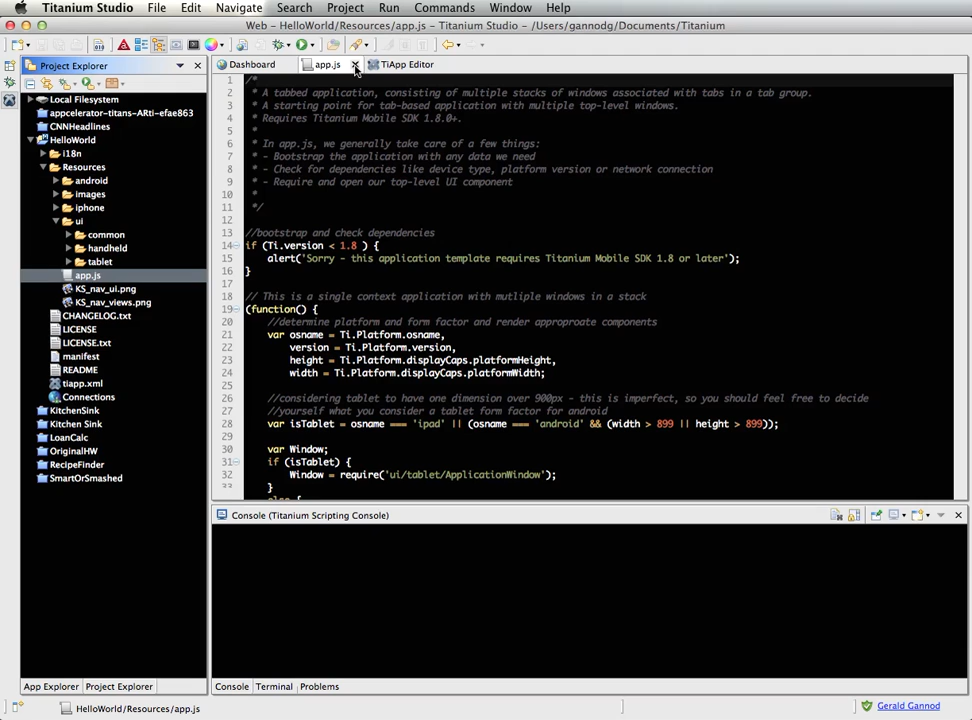 Titanium Studio File Edit Navigate Search Project Run Commands Window Help
Web - HelloWorld/Resources/app.js - Titanium Studio - /Users/gannodg/Documents/Titanium
Project Explorer
Local Filesystem
appcelerator-titans-ARti-efae863
CNNHeadlines
HelloWorld
i18n
Resources
android
images
iphone
ui
common
handheld
tablet
app.js
KS_nav_ui.png
KS_nav_views.png
CHANGELOG.txt
LICENSE
LICENSE.txt
manifest
README
tiapp.xml
Connections
KitchenSink
Kitchen Sink
LoanCalc
OriginalHW
RecipeFinder
SmartOrSmashed
App Explorer Project Explorer
Dashboard app.js TiApp Editor
1 /*
2 * A tabbed application, consisting of multiple stacks of windows associated with tabs in a tab group.
3 * A starting point for tab-based application with multiple top-level windows.
4 * Requires Titanium Mobile SDK 1.8.0+.
5 *
6 * In app.js, we generally take care of a few things:
7 * - Bootstrap the application with any data we need
8 * - Check for dependencies like device type, platform version or network connection
9 * - Require and open our top-level UI component
10 *
11 */
12
13 //bootstrap and check dependencies
14 if (Ti.version < 1.8 ) {
15 alert('Sorry - this application template requires Titanium Mobile SDK 1.8 or later');
16 }
17
18 // This is a single context application with mutliple windows in a stack
19 (function() {
20 //determine platform and form factor and render approproate components
21 var osname = Ti.Platform.osname,
22 version = Ti.Platform.version,
23 height = Ti.Platform.displayCaps.platformHeight,
24 width = Ti.Platform.displayCaps.platformWidth;
25
26 //considering tablet to have one dimension over 900px - this is imperfect, so you should feel free to decide
27 //yourself what you consider a tablet form factor for android
28 var isTablet = osname === 'ipad' || (osname === 'android' && (width > 899 || height > 899));
29
30 var Window;
31 if (isTablet) {
32 Window = require('ui/tablet/ApplicationWindow');
33 }
else {
Console (Titanium Scripting Console)
Console Terminal Problems
HelloWorld/Resources/app.js
Gerald Gannod